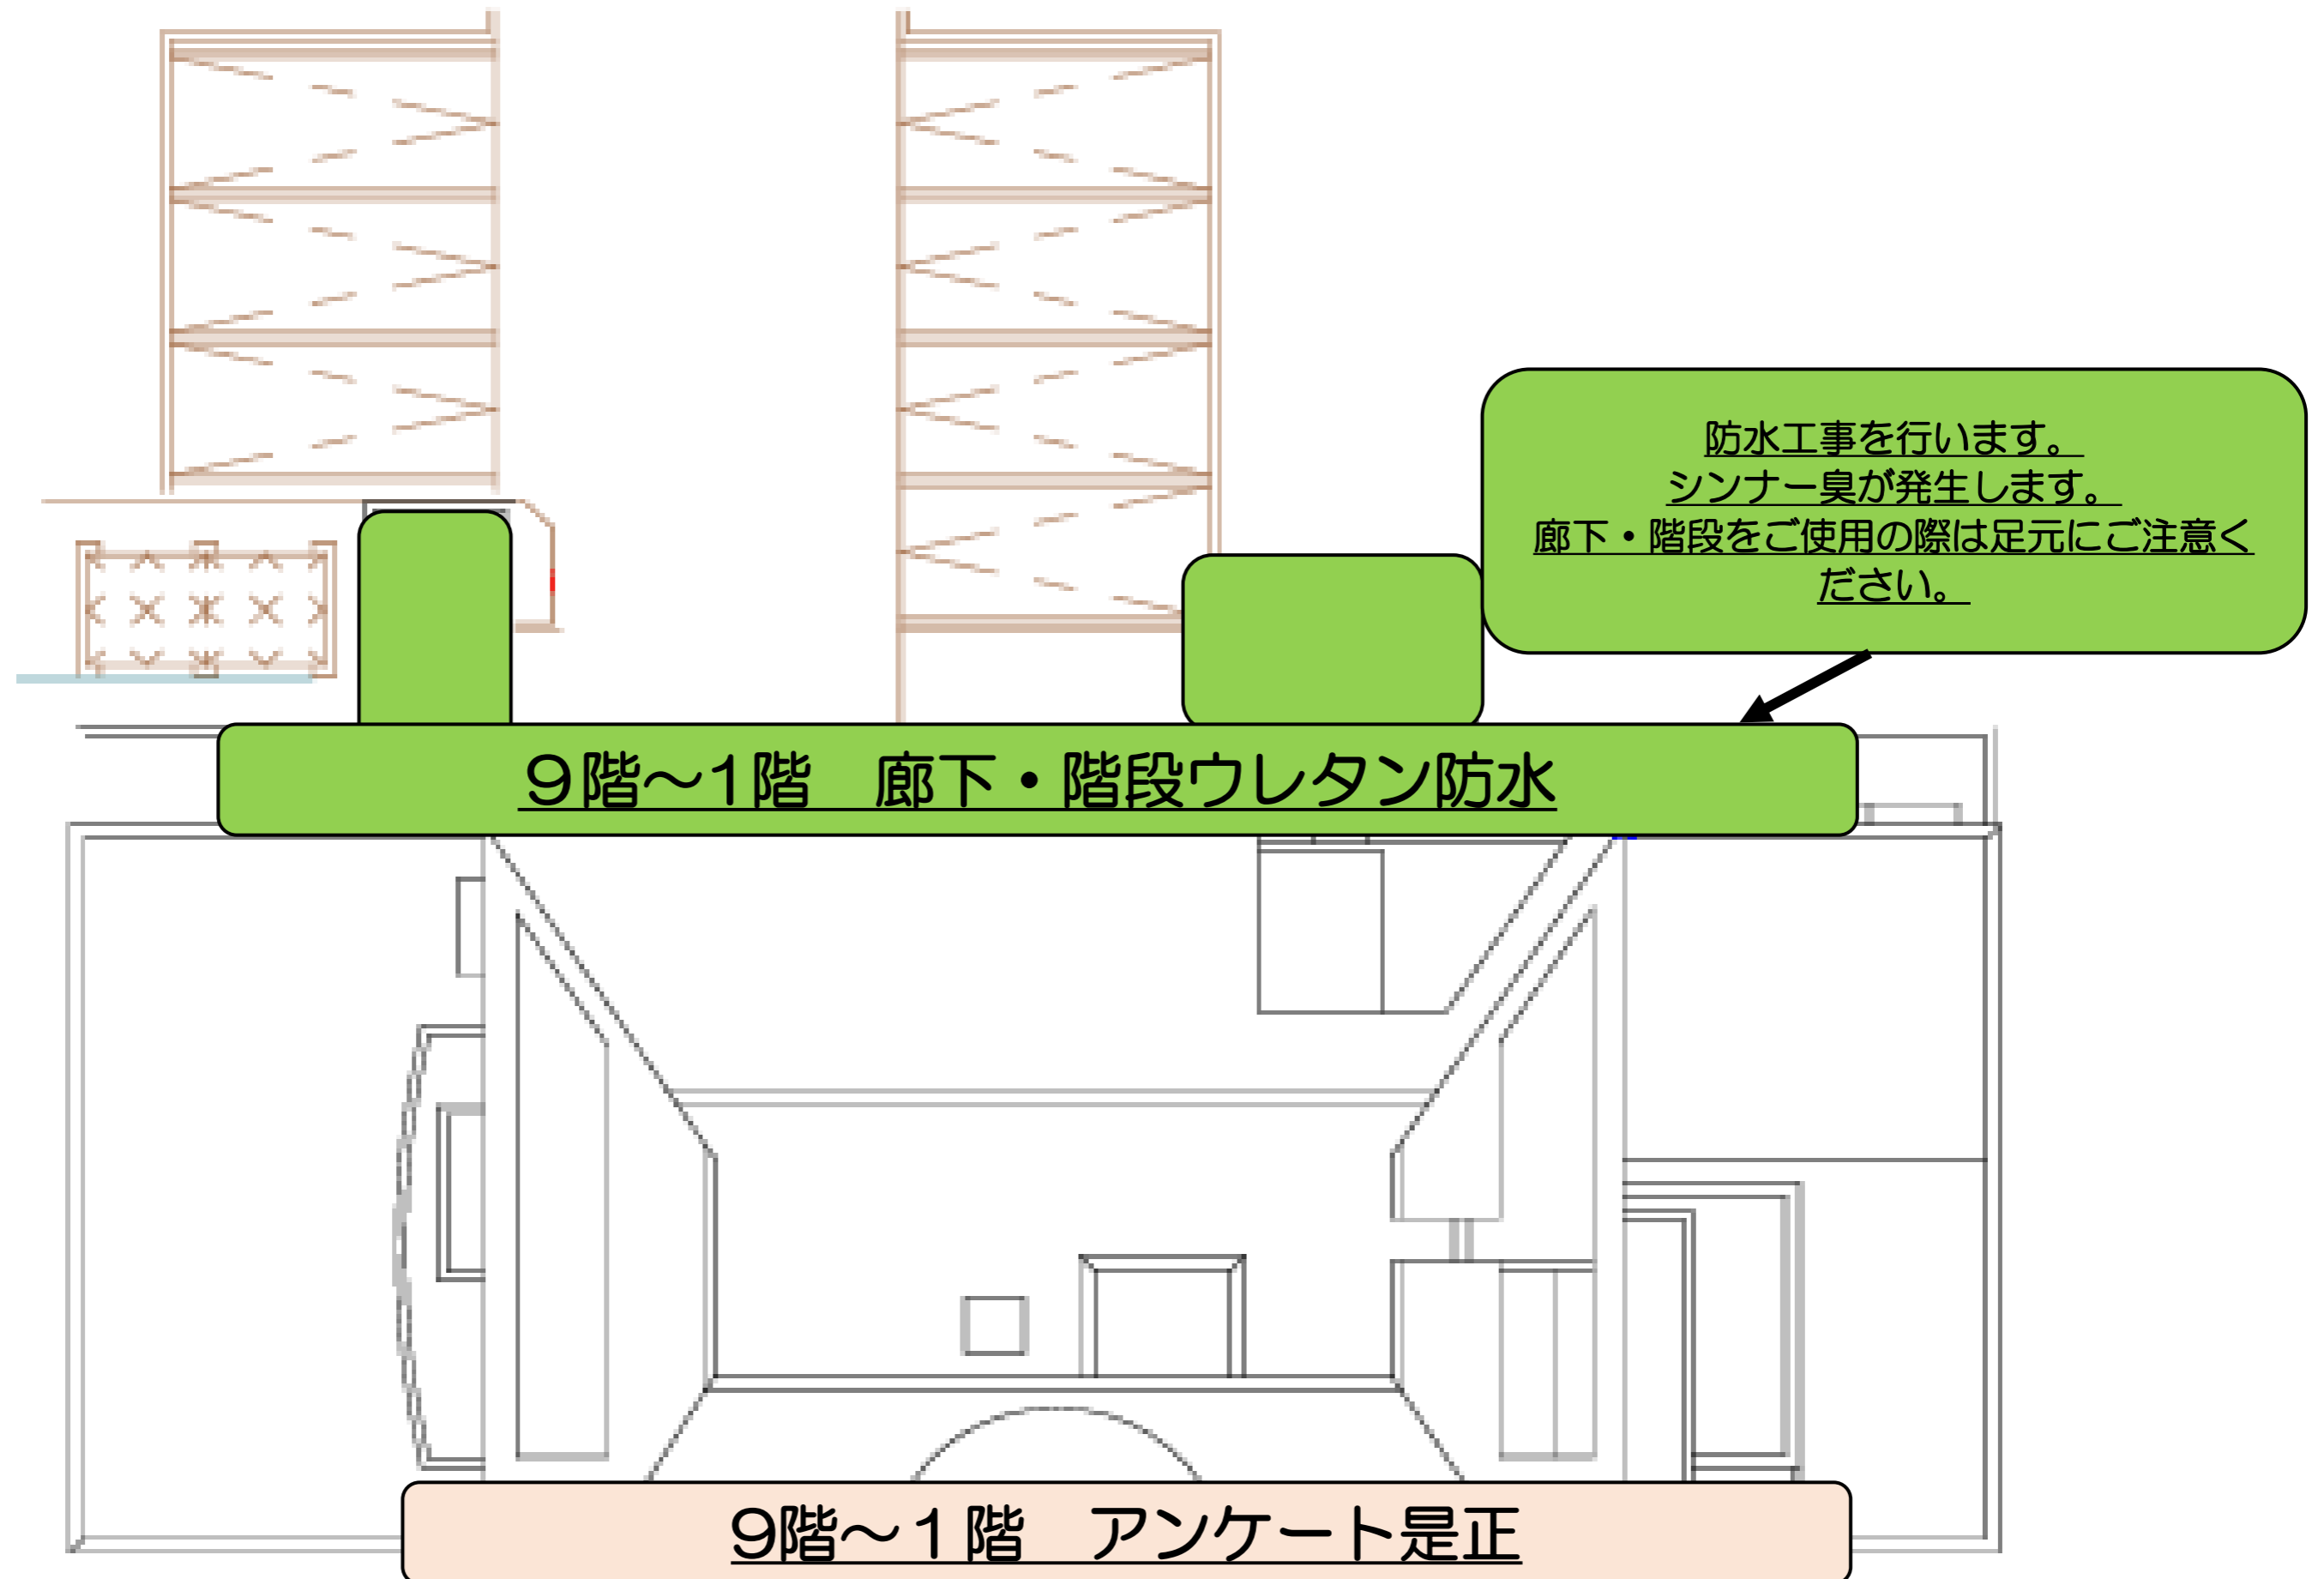 防水工事を行います。
シンナー臭が発生します。
廊下・階段をご使用の際は足元にご注意く
ださい。
９階～1階　廊下・階段ウレタン防水
9階～１階　アンケート是正